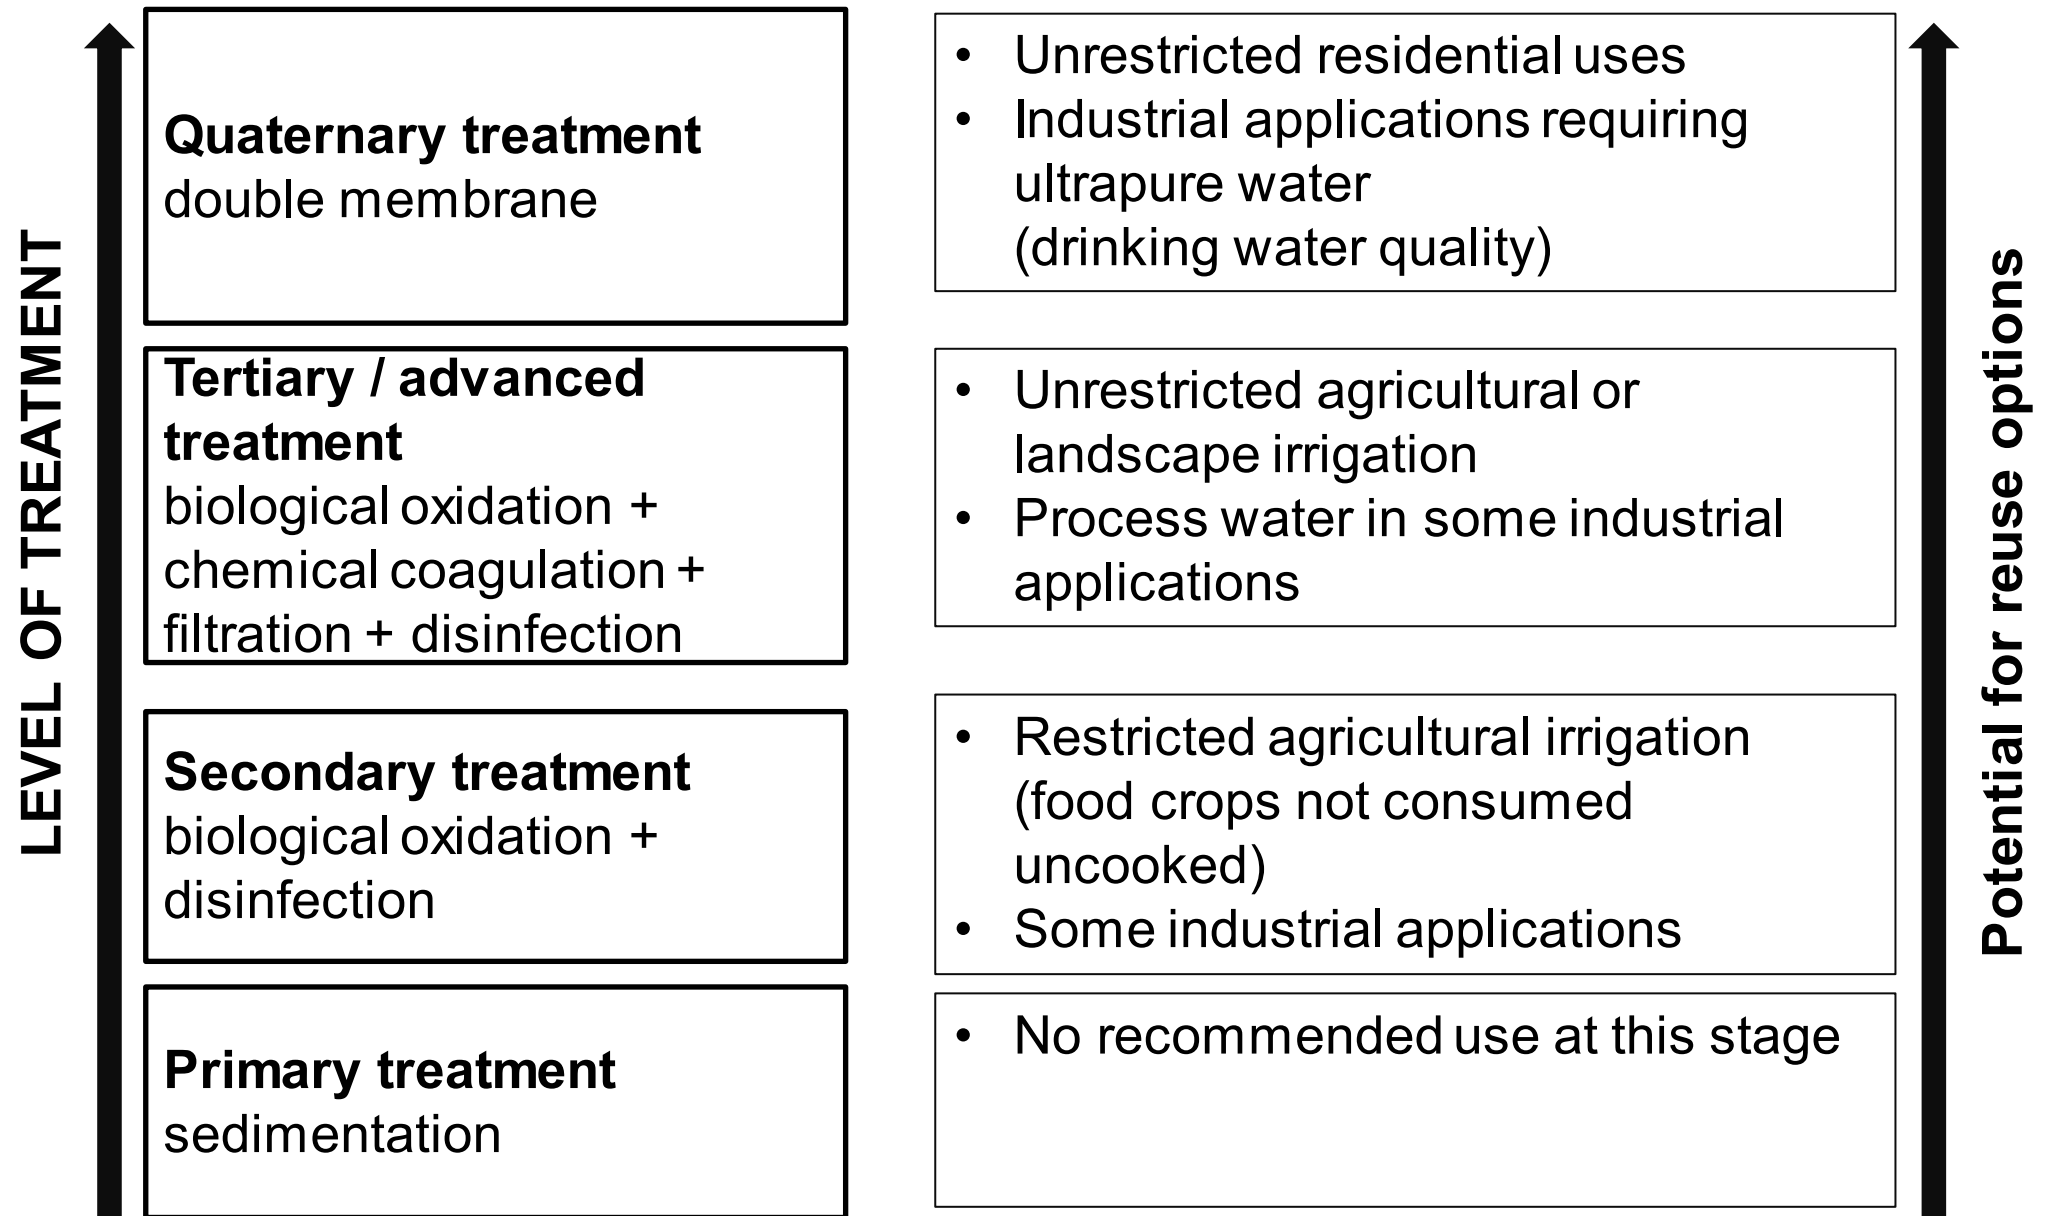 LEVEL OF TREATMENT
Quaternary treatment
double membrane
• Unrestricted residential uses
• Industrial applications requiring
ultrapure water
(drinking water quality)
Tertiary / advanced
treatment
biological oxidation +
chemical coagulation +
filtration + disinfection
• Unrestricted agricultural or
landscape irrigation
• Process water in some industrial
applications
Secondary treatment
biological oxidation +
disinfection
• Restricted agricultural irrigation
(food crops not consumed
uncooked)
• Some industrial applications
Primary treatment
sedimentation
• No recommended use at this stage
Potential for reuse options